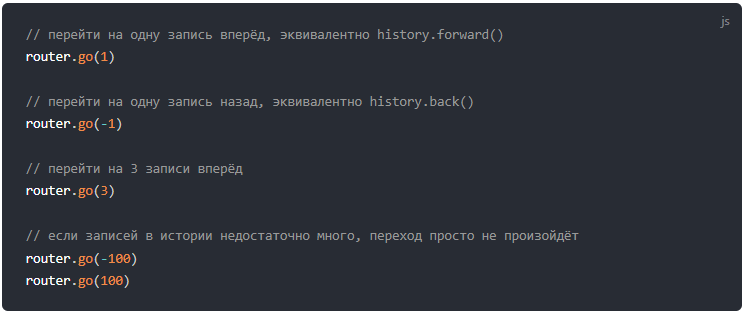 js
// перейти на одну запись вперёд, эквивалентно history.forward()
router.go(1)
// перейти на одну запись назад, эквивалентно history.back()
router.go(-1)
// перейти на 3 записи вперёд
router.go(3)
// если записей в истории недостаточно много, переход просто не произойдёт
router.go(-100)
router.go(100)